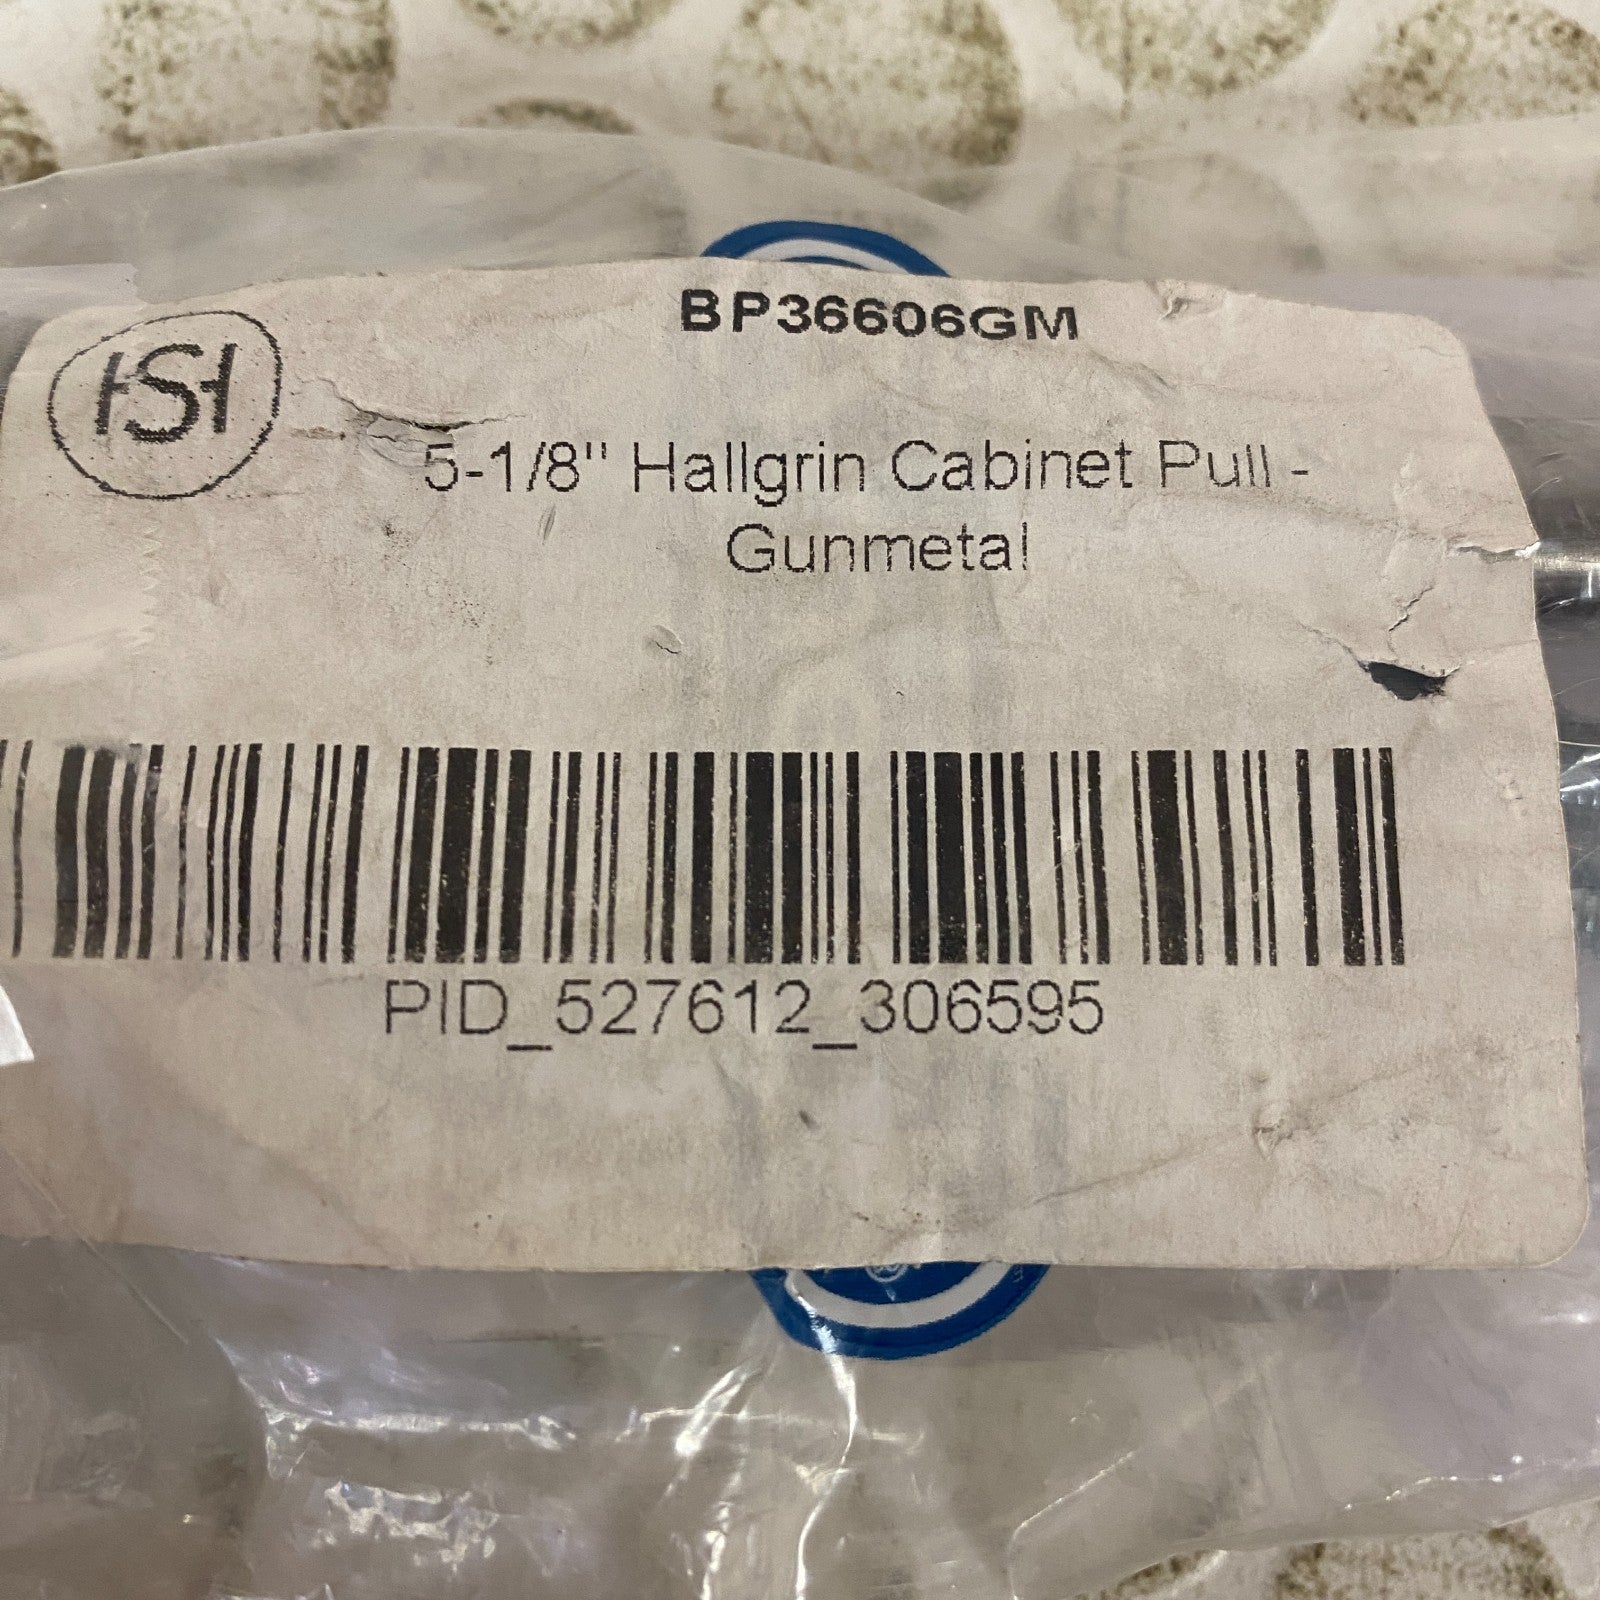 BP36606GM
HSH
5-1/8" Hallgrin Cabinet Pull -
Gunmetal
PID_527612_306595